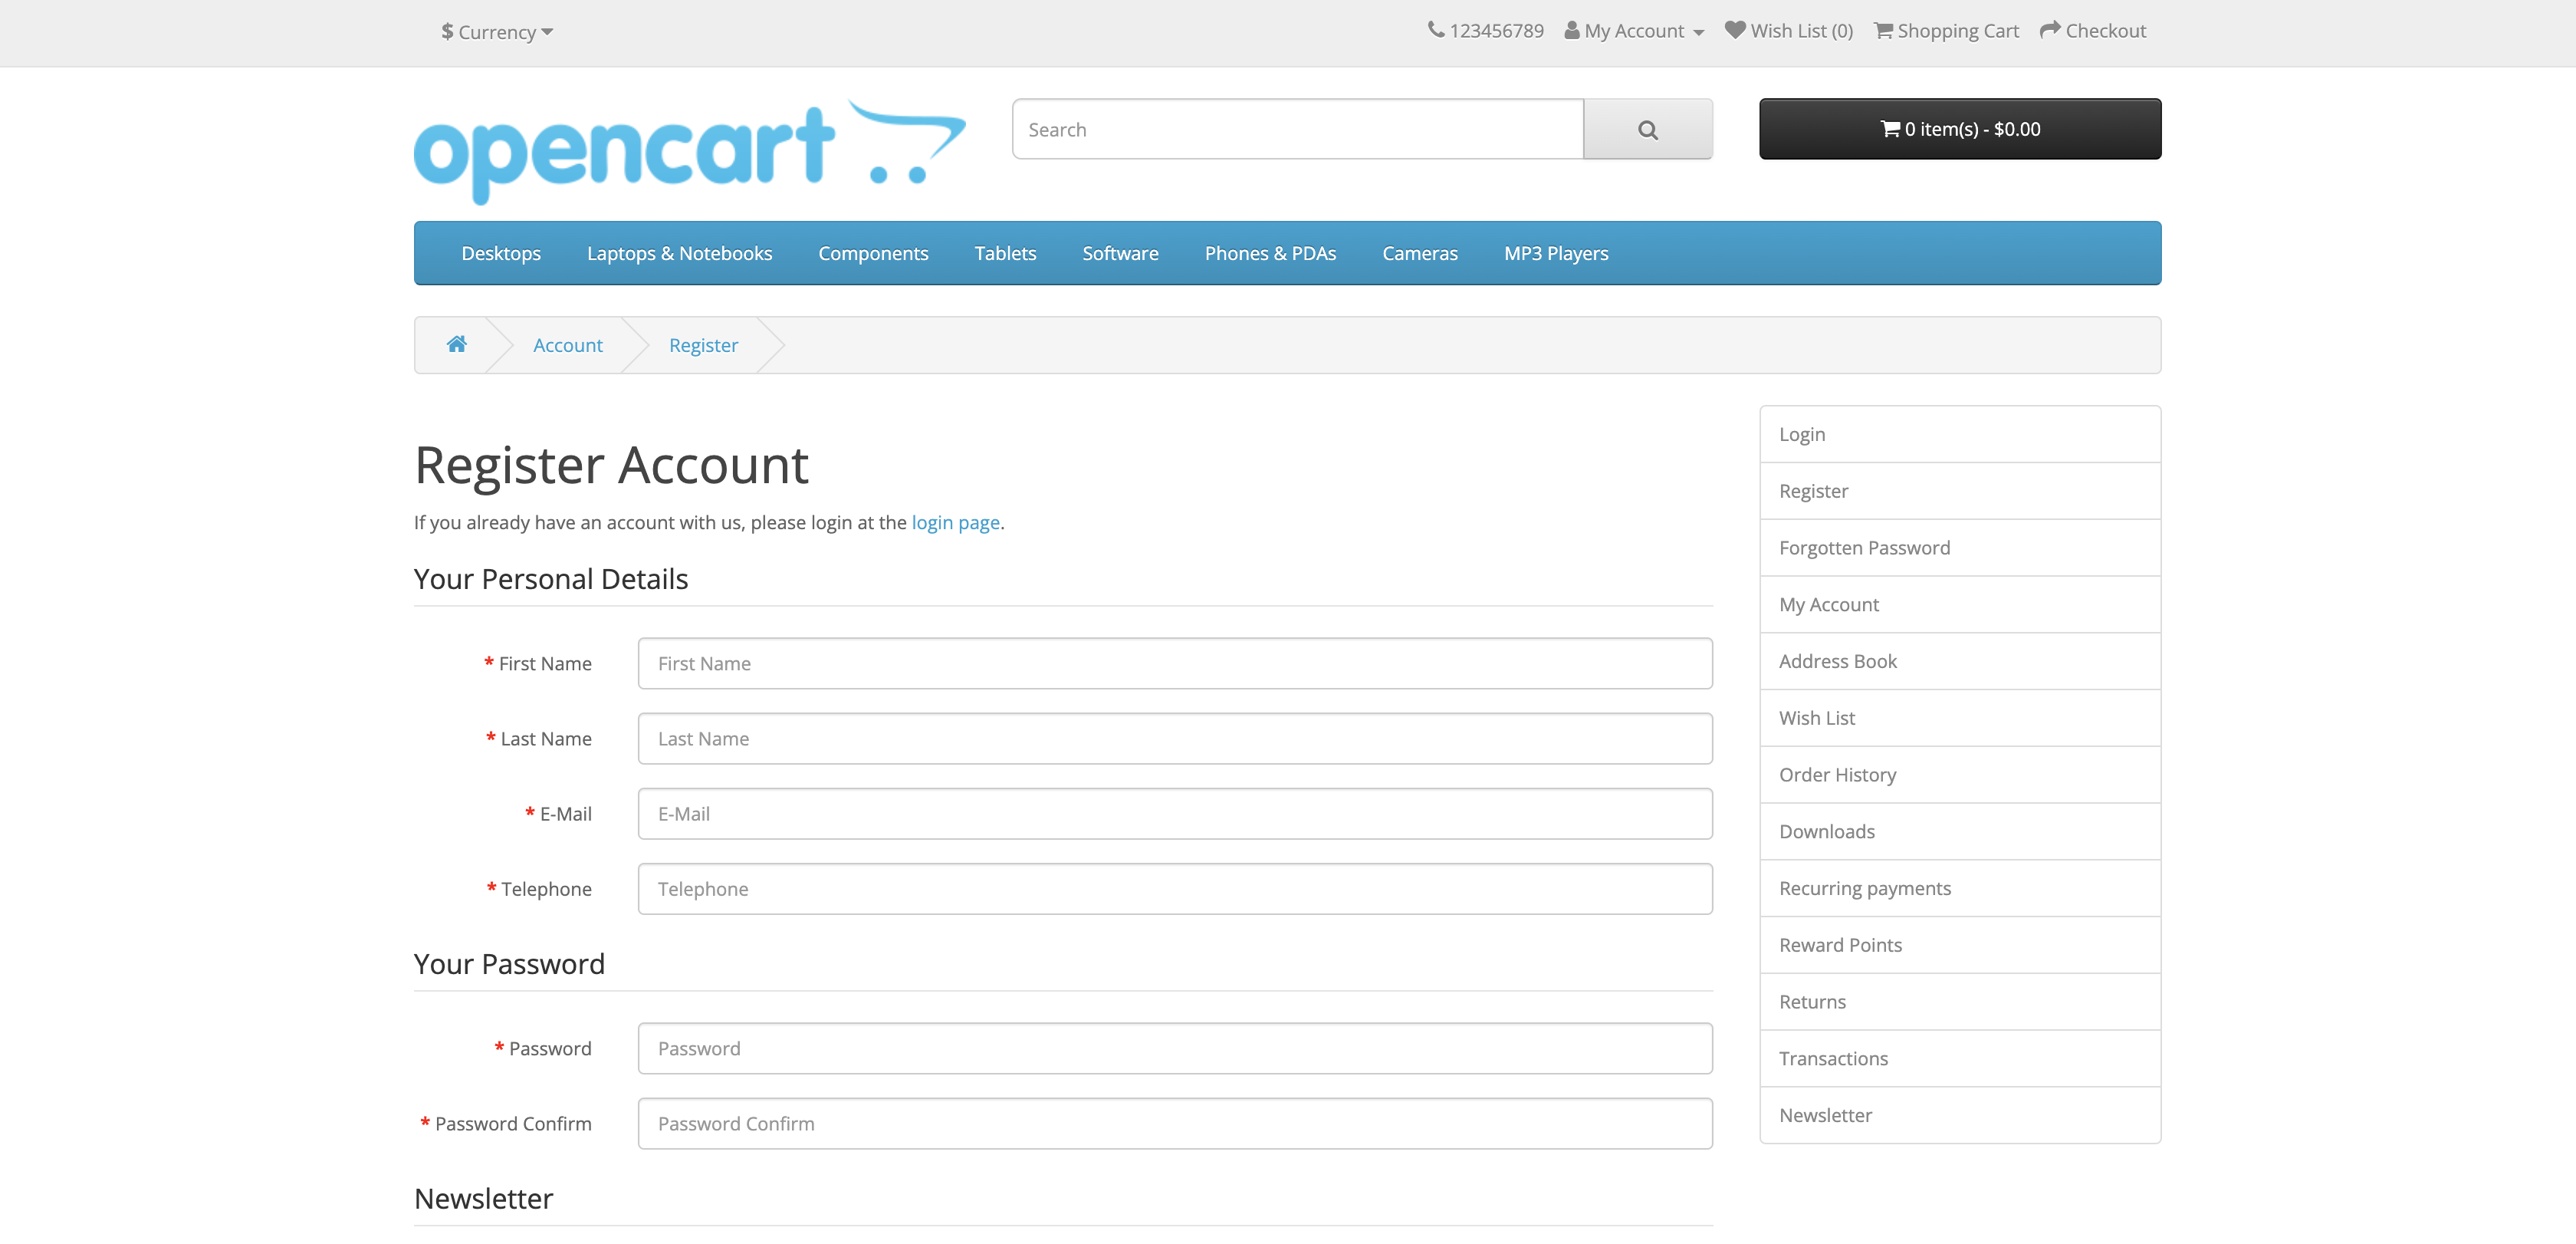 $ Currency
123456789 My Account Wish List (0) Shopping Cart Checkout
opencart
Search
0 item(s) - $0.00
Desktops Laptops & Notebooks Components Tablets Software Phones & PDAs Cameras MP3 Players
Account Register
Register Account
If you already have an account with us, please login at the login page.
Your Personal Details
* First Name First Name
* Last Name Last Name
* E-Mail E-Mail
* Telephone Telephone
Your Password
* Password Password
* Password Confirm Password Confirm
Newsletter
Login
Register
Forgotten Password
My Account
Address Book
Wish List
Order History
Downloads
Recurring payments
Reward Points
Returns
Transactions
Newsletter